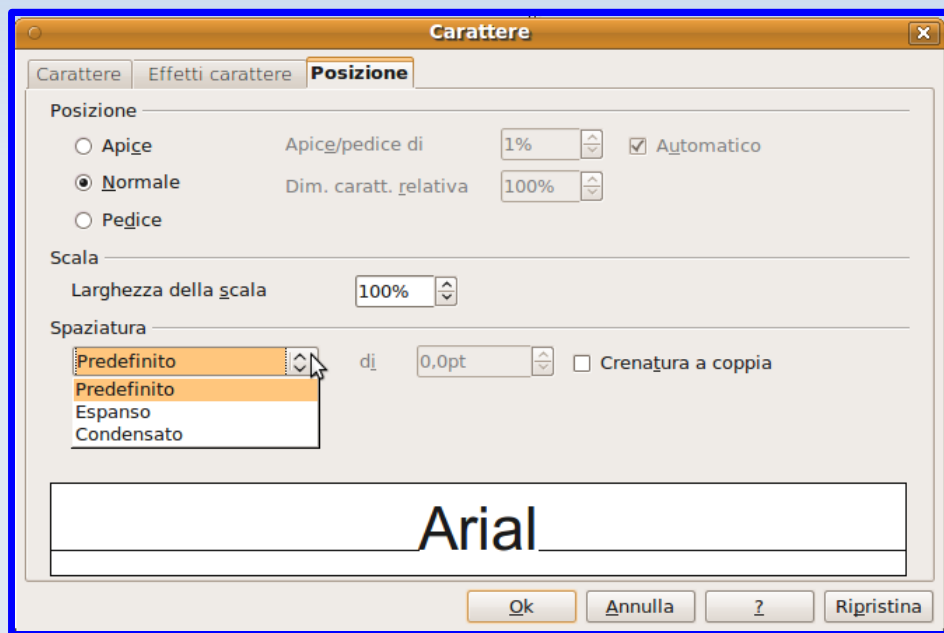 Carattere
Carattere Effetti carattere Posizione
Posizione
Apice Apice/pedice di 1% Automatico
Normale Dim. caratt. relativa 100%
Pedice
Scala
Larghezza della scala 100%
Spaziatura
Predefinito di 0,0pt Crenatura a coppia
Predefinito
Espanso
Condensato
Arial
Ok Annulla ? Ripristina